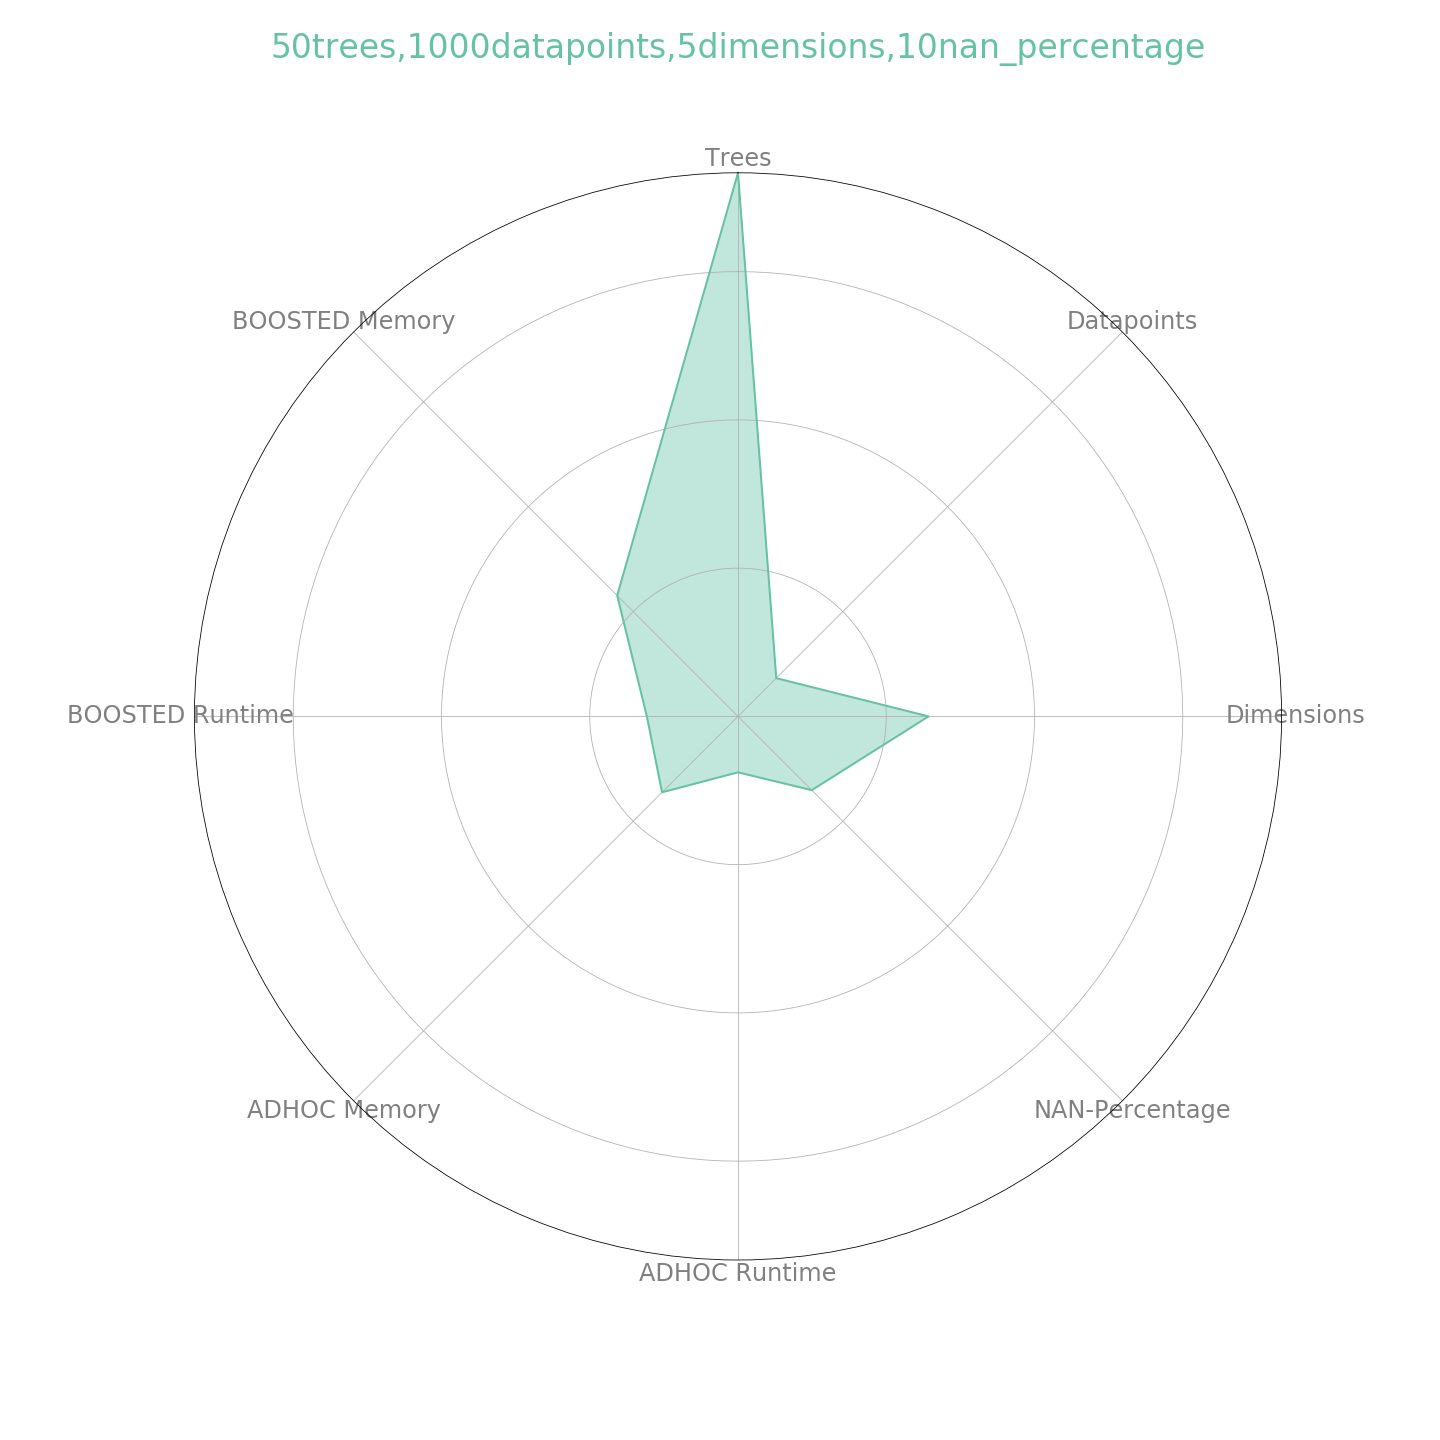 50trees,1000datapoints,5dimensions,10nan_percentage
Trees
BOOSTED Memory
Datapoints
BOOSTED Runtime
Dimensions
ADHOC Memory
NAN-Percentage
ADHOC Runtime